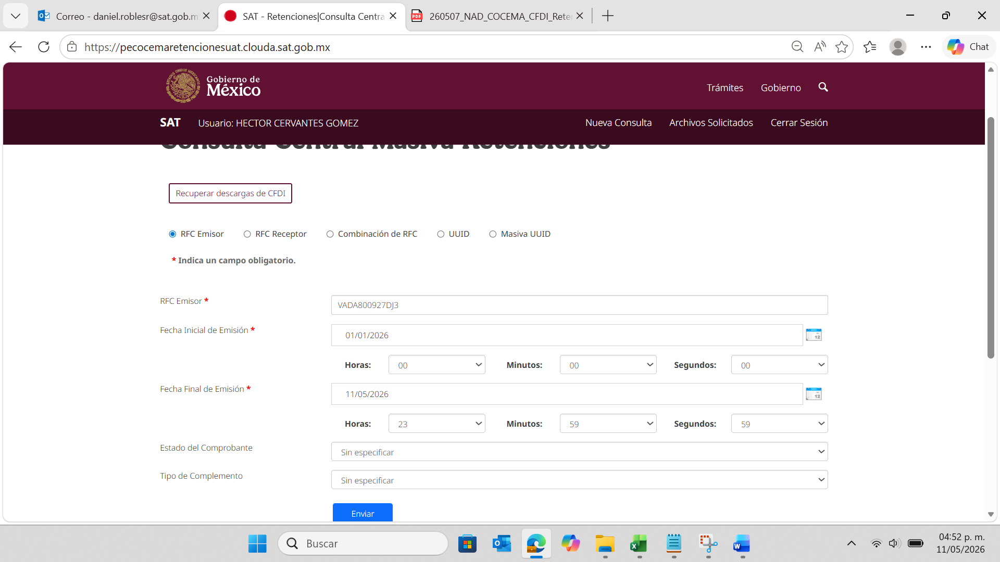 Correo - daniel.roblesr@sat.gob.m
SAT - Retenciones|Consulta Centra
260507_NAD_COCEMA_CFDI_Rete
https://pecocemaretencionesuat.clouda.sat.gob.mx
Chat
Gobierno de
México
Trámites
Gobierno
SAT
Usuario: HECTOR CERVANTES GOMEZ
Nueva Consulta
Archivos Solicitados
Cerrar Sesión
Consulta Central Masiva Retenciones
Recuperar descargas de CFDI
RFC Emisor
RFC Receptor
Combinación de RFC
UUID
Masiva UUID
* Indica un campo obligatorio.
RFC Emisor *
VADA800927DJ3
Fecha Inicial de Emisión *
01/01/2026
Horas:
00
Minutos:
00
Segundos:
00
Fecha Final de Emisión *
11/05/2026
Horas:
23
Minutos:
59
Segundos:
59
Estado del Comprobante
Sin especificar
Tipo de Complemento
Sin especificar
Enviar
Buscar
04:52 p. m.
11/05/2026